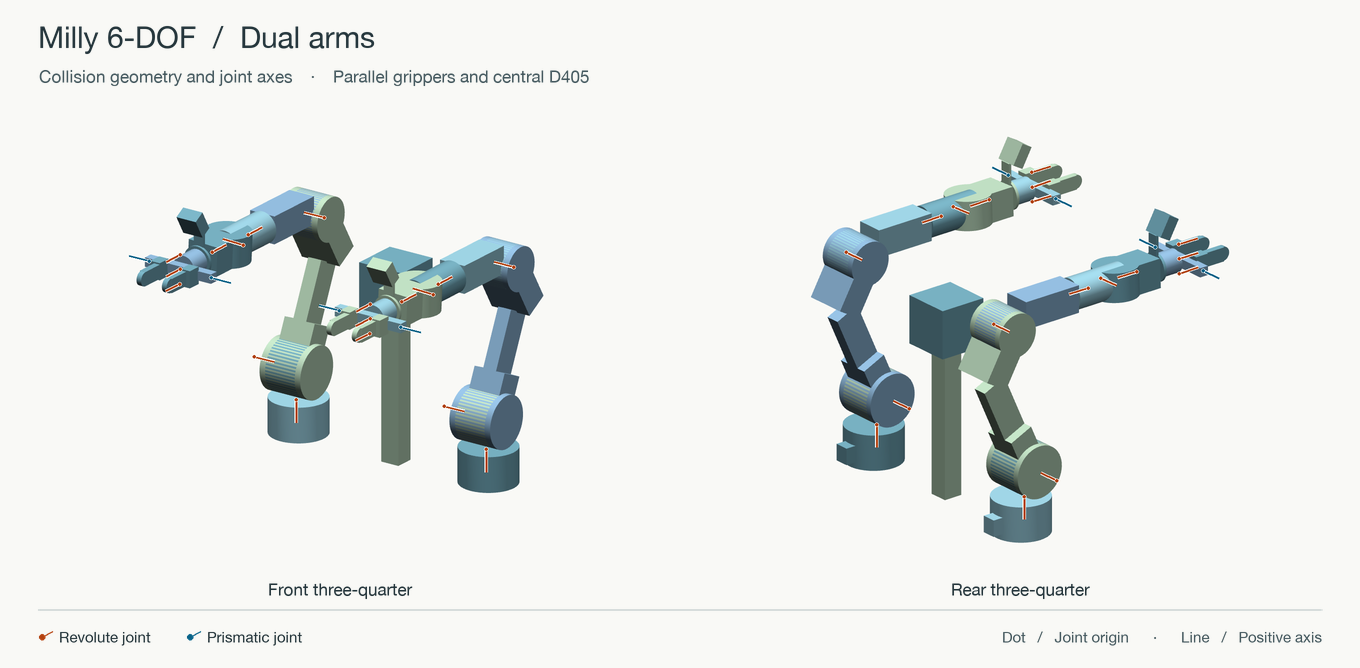 Milly 6-DOF / Dual arms
Collision geometry and joint axes · Parallel grippers and central D405
Front three-quarter
Rear three-quarter
Revolute joint
Prismatic joint
Dot / Joint origin · Line / Positive axis